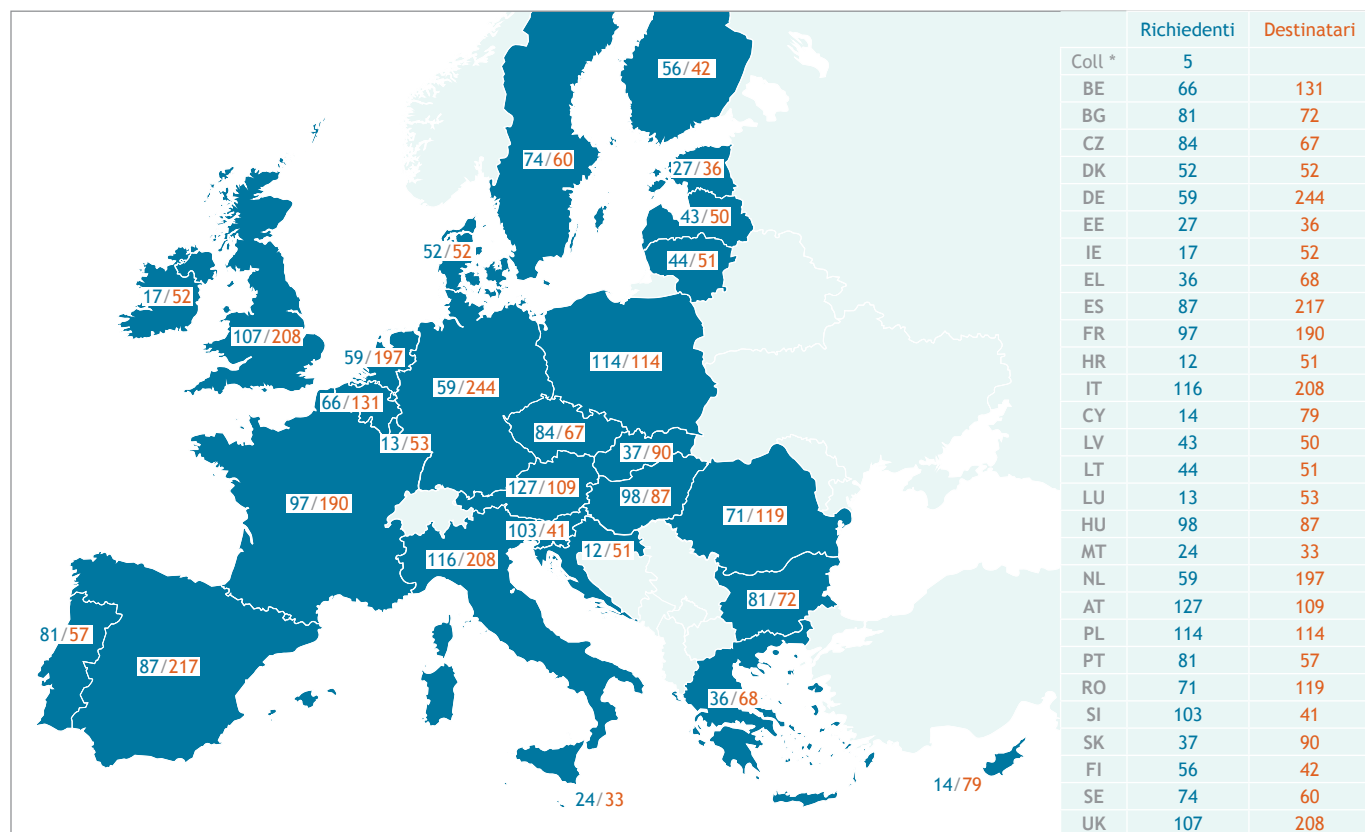 56/42
74/60
27/36
43/50
52/52
44/51
17/52
107/208
59/197
114/114
59/244
66/131
84/67
13/53
37/90
127/109
98/87
97/190
71/119
103/41
12/51
116/208
81/72
81/57
87/217
36/68
14/79
24/33
Richiedenti Destinatari
Coll * 5
BE 66 131
BG 81 72
CZ 84 67
DK 52 52
DE 59 244
EE 27 36
IE 17 52
EL 36 68
ES 87 217
FR 97 190
HR 12 51
IT 116 208
CY 14 79
LV 43 50
LT 44 51
LU 13 53
HU 98 87
MT 24 33
NL 59 197
AT 127 109
PL 114 114
PT 81 57
RO 71 119
SI 103 41
SK 37 90
FI 56 42
SE 74 60
UK 107 208